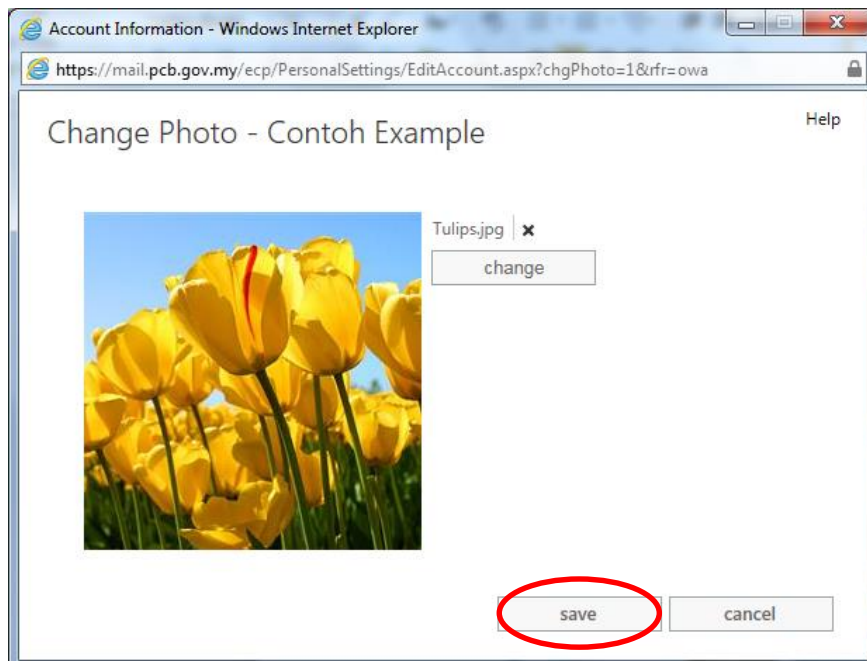 Account Information - Windows Internet Explorer
https://mail.pcb.gov.my/ecp/PersonalSettings/EditAccount.aspx?chgPhoto=1&rfr=owa
Help
Change Photo - Contoh Example
Tulips.jpg
change
save cancel